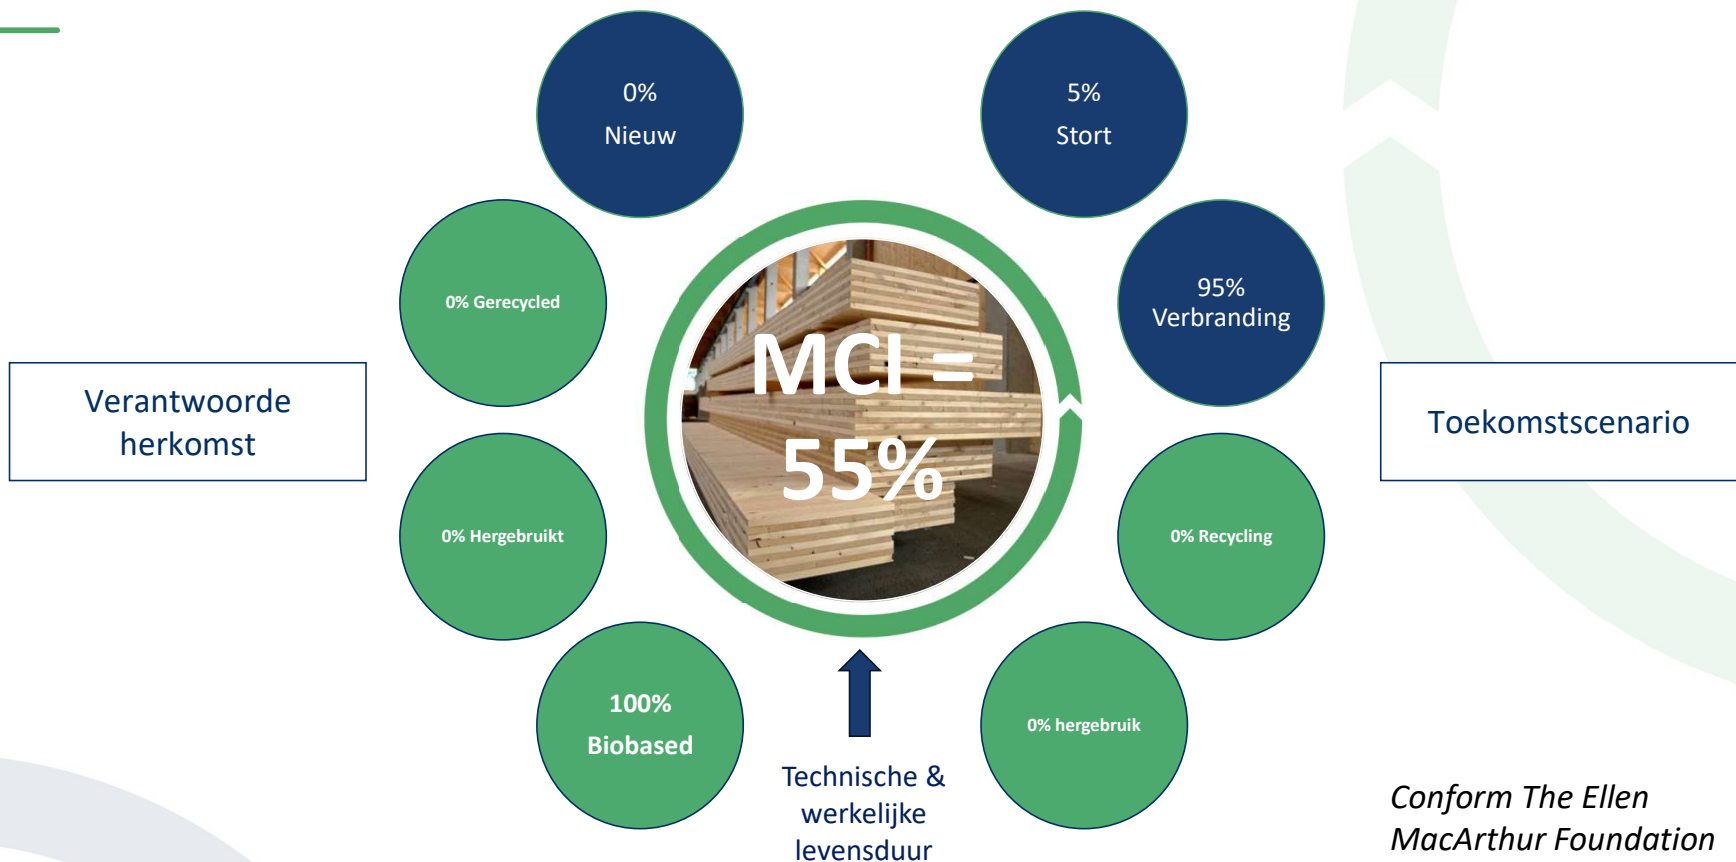 0%
Nieuw
5%
Stort
0% Gerecycled
95%
Verbranding
MCI =
55%
Verantwoorde
herkomst
Toekomstscenario
0% Hergebruikt
0% Recycling
100%
Biobased
0% hergebruik
Technische &
werkelijke
levensduur
Conform The Ellen
MacArthur Foundation